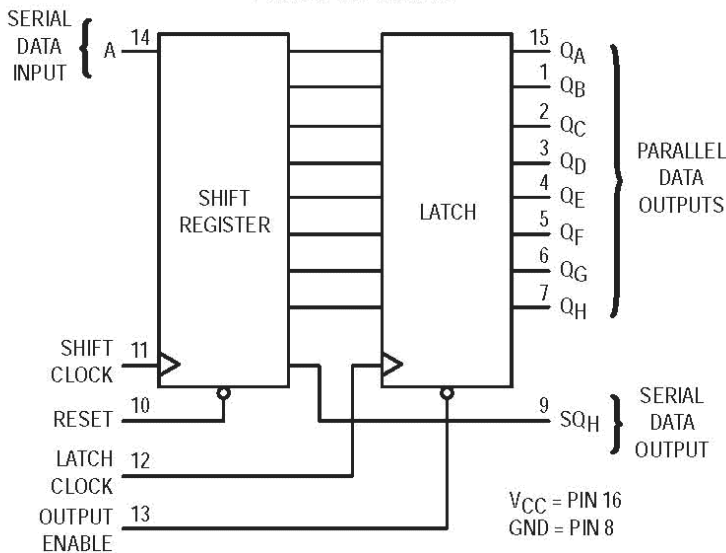 SERIAL
DATA
INPUT
A
14
SHIFT
REGISTER
LATCH
15 QA
1 QB
2 QC
3 QD
4 QE
5 QF
6 QG
7 QH
PARALLEL
DATA
OUTPUTS
SHIFT
CLOCK
11
RESET
10
LATCH
CLOCK
12
OUTPUT
ENABLE
13
9 SQH
SERIAL
DATA
OUTPUT
VCC = PIN 16
GND = PIN 8